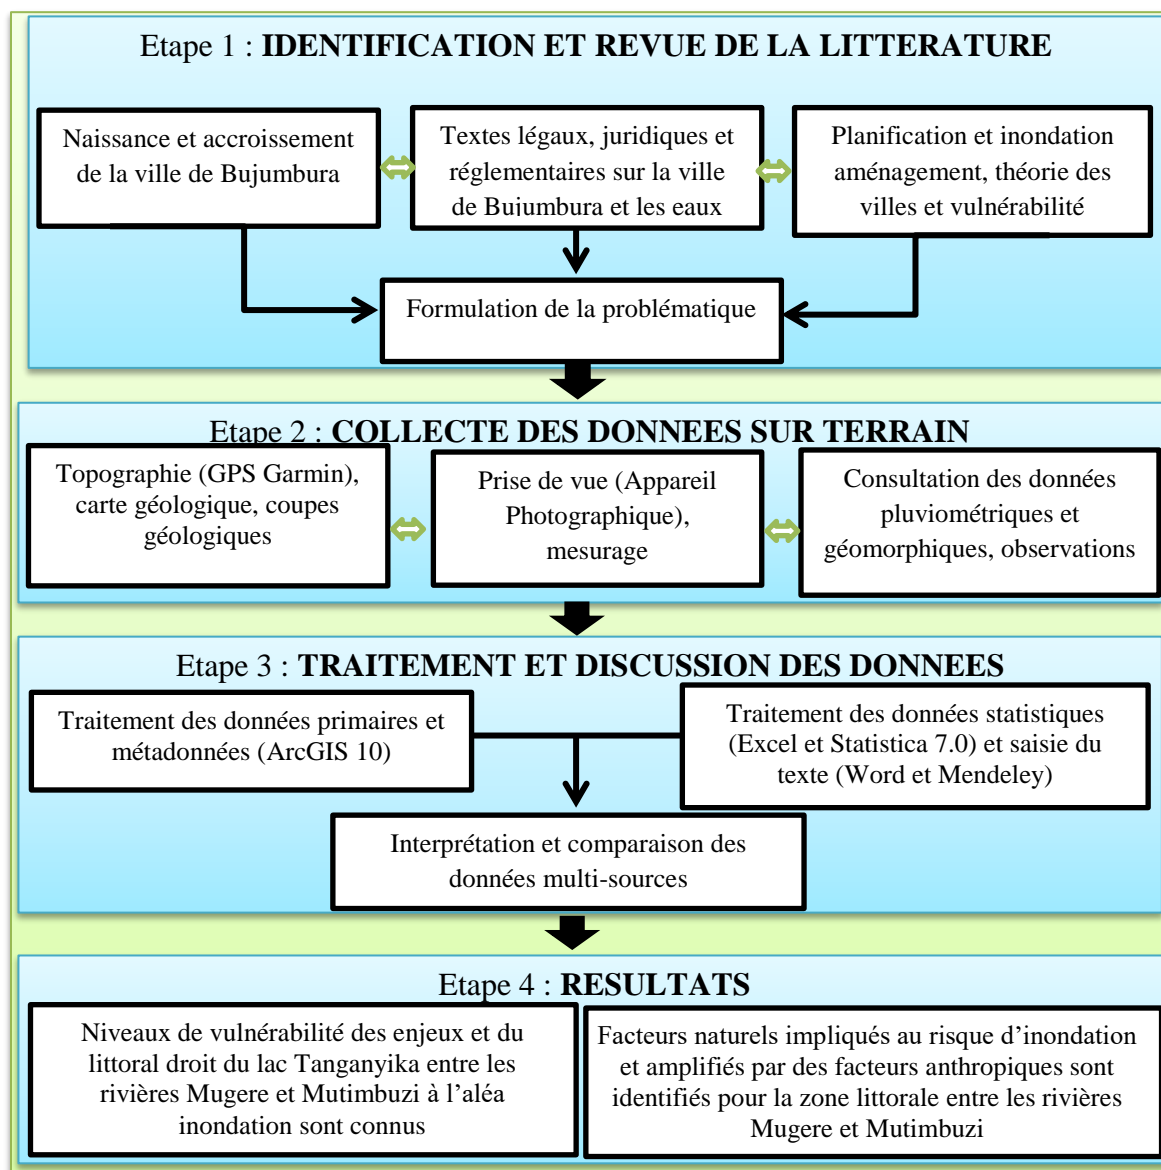 Etape 1 : IDENTIFICATION ET REVUE DE LA LITTERATURE
Naissance et accroissement
de la ville de Bujumbura
Textes légaux, juridiques et
réglementaires sur la ville
de Bujumbura et les eaux
Planification et inondation
aménagement, théorie des
villes et vulnérabilité
Formulation de la problématique
Etape 2 : COLLECTE DES DONNEES SUR TERRAIN
Topographie (GPS Garmin),
carte géologique, coupes
géologiques
Prise de vue (Appareil
Photographique),
mesurage
Consultation des données
pluviométriques et
géomorphiques, observations
Etape 3 : TRAITEMENT ET DISCUSSION DES DONNEES
Traitement des données primaires et
métadonnées (ArcGIS 10)
Traitement des données statistiques
(Excel et Statistica 7.0) et saisie du
texte (Word et Mendeley)
Interprétation et comparaison des
données multi-sources
Etape 4 : RESULTATS
Niveaux de vulnérabilité des enjeux et du
littoral droit du lac Tanganyika entre les
rivières Mugere et Mutimbuzi à l'aléa
inondation sont connus
Facteurs naturels impliqués au risque d'inondation
et amplifiés par des facteurs anthropiques sont
identifiés pour la zone littorale entre les rivières
Mugere et Mutimbuzi